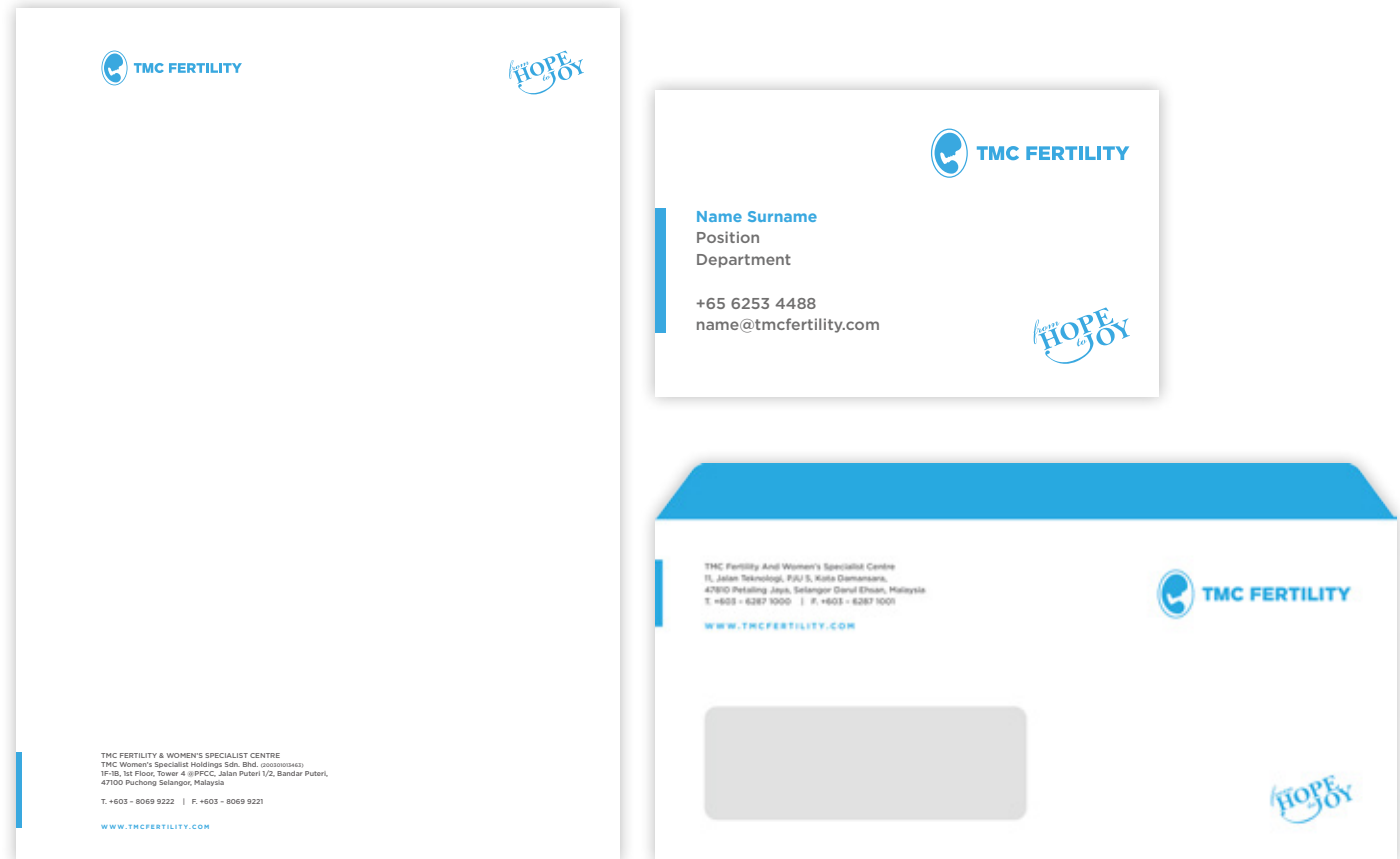 TMC FERTILITY
from
HOPE
to JOY
TMC FERTILITY & WOMEN'S SPECIALIST CENTRE
TMC Women's Specialist Holdings Sdn. Bhd. (200301013463)
1F-1B, 1st Floor, Tower 4 @PFCC, Jalan Puteri 1/2, Bandar Puteri,
47100 Puchong Selangor, Malaysia
T. +603 – 8069 9222 | F. +603 – 8069 9221
WWW.TMCFERTILITY.COM
TMC FERTILITY
Name Surname
Position
Department
+65 6253 4488
name@tmcfertility.com
from
HOPE
to JOY
TMC Fertility And Women's Specialist Centre
11, Jalan Teknologi, PJU 5, Kota Damansara,
47810 Petaling Jaya, Selangor Darul Ehsan, Malaysia
T. +603 – 6287 1000 | F. +603 – 6287 1001
WWW.TMCFERTILITY.COM
TMC FERTILITY
from
HOPE
to JOY